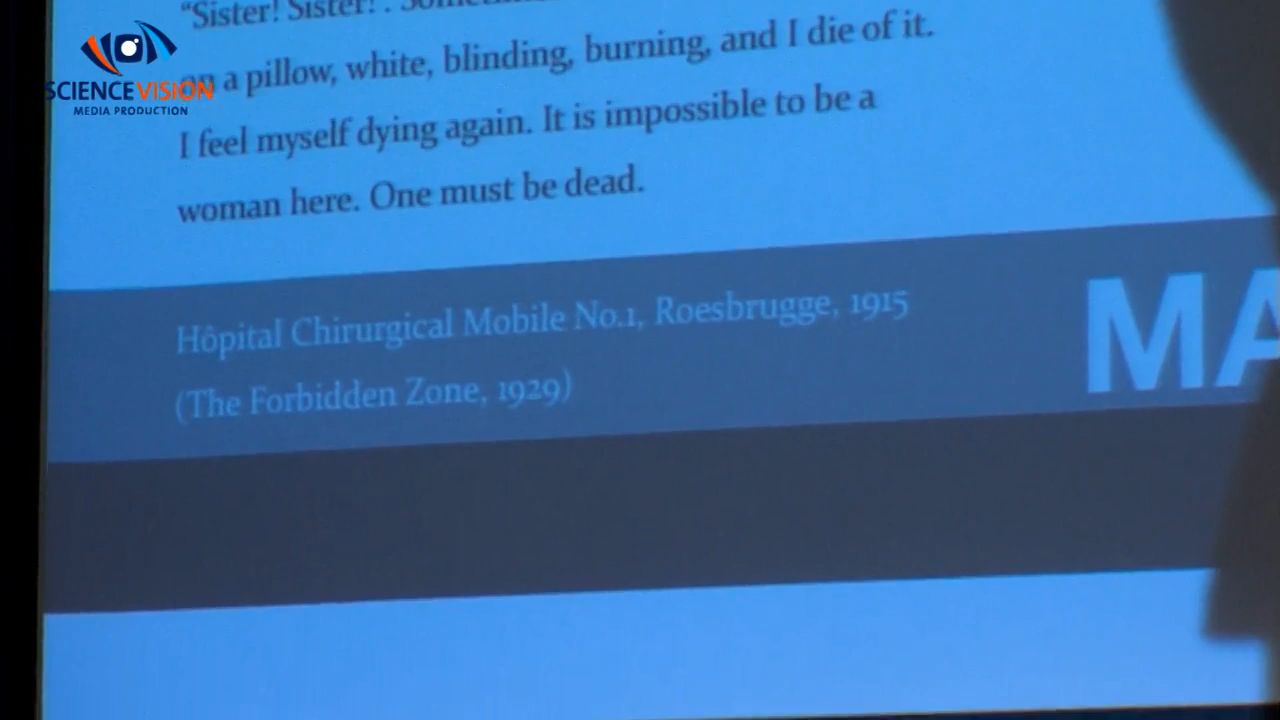 "Sister! Sister!
on a pillow, white, blinding, burning, and I die of it.
I feel myself dying again. It is impossible to be a
woman here. One must be dead.
Hôpital Chirurgical Mobile No.1, Roesbrugge, 1915
(The Forbidden Zone, 1929)
MA
SCIENCEVISION
MEDIA PRODUCTION